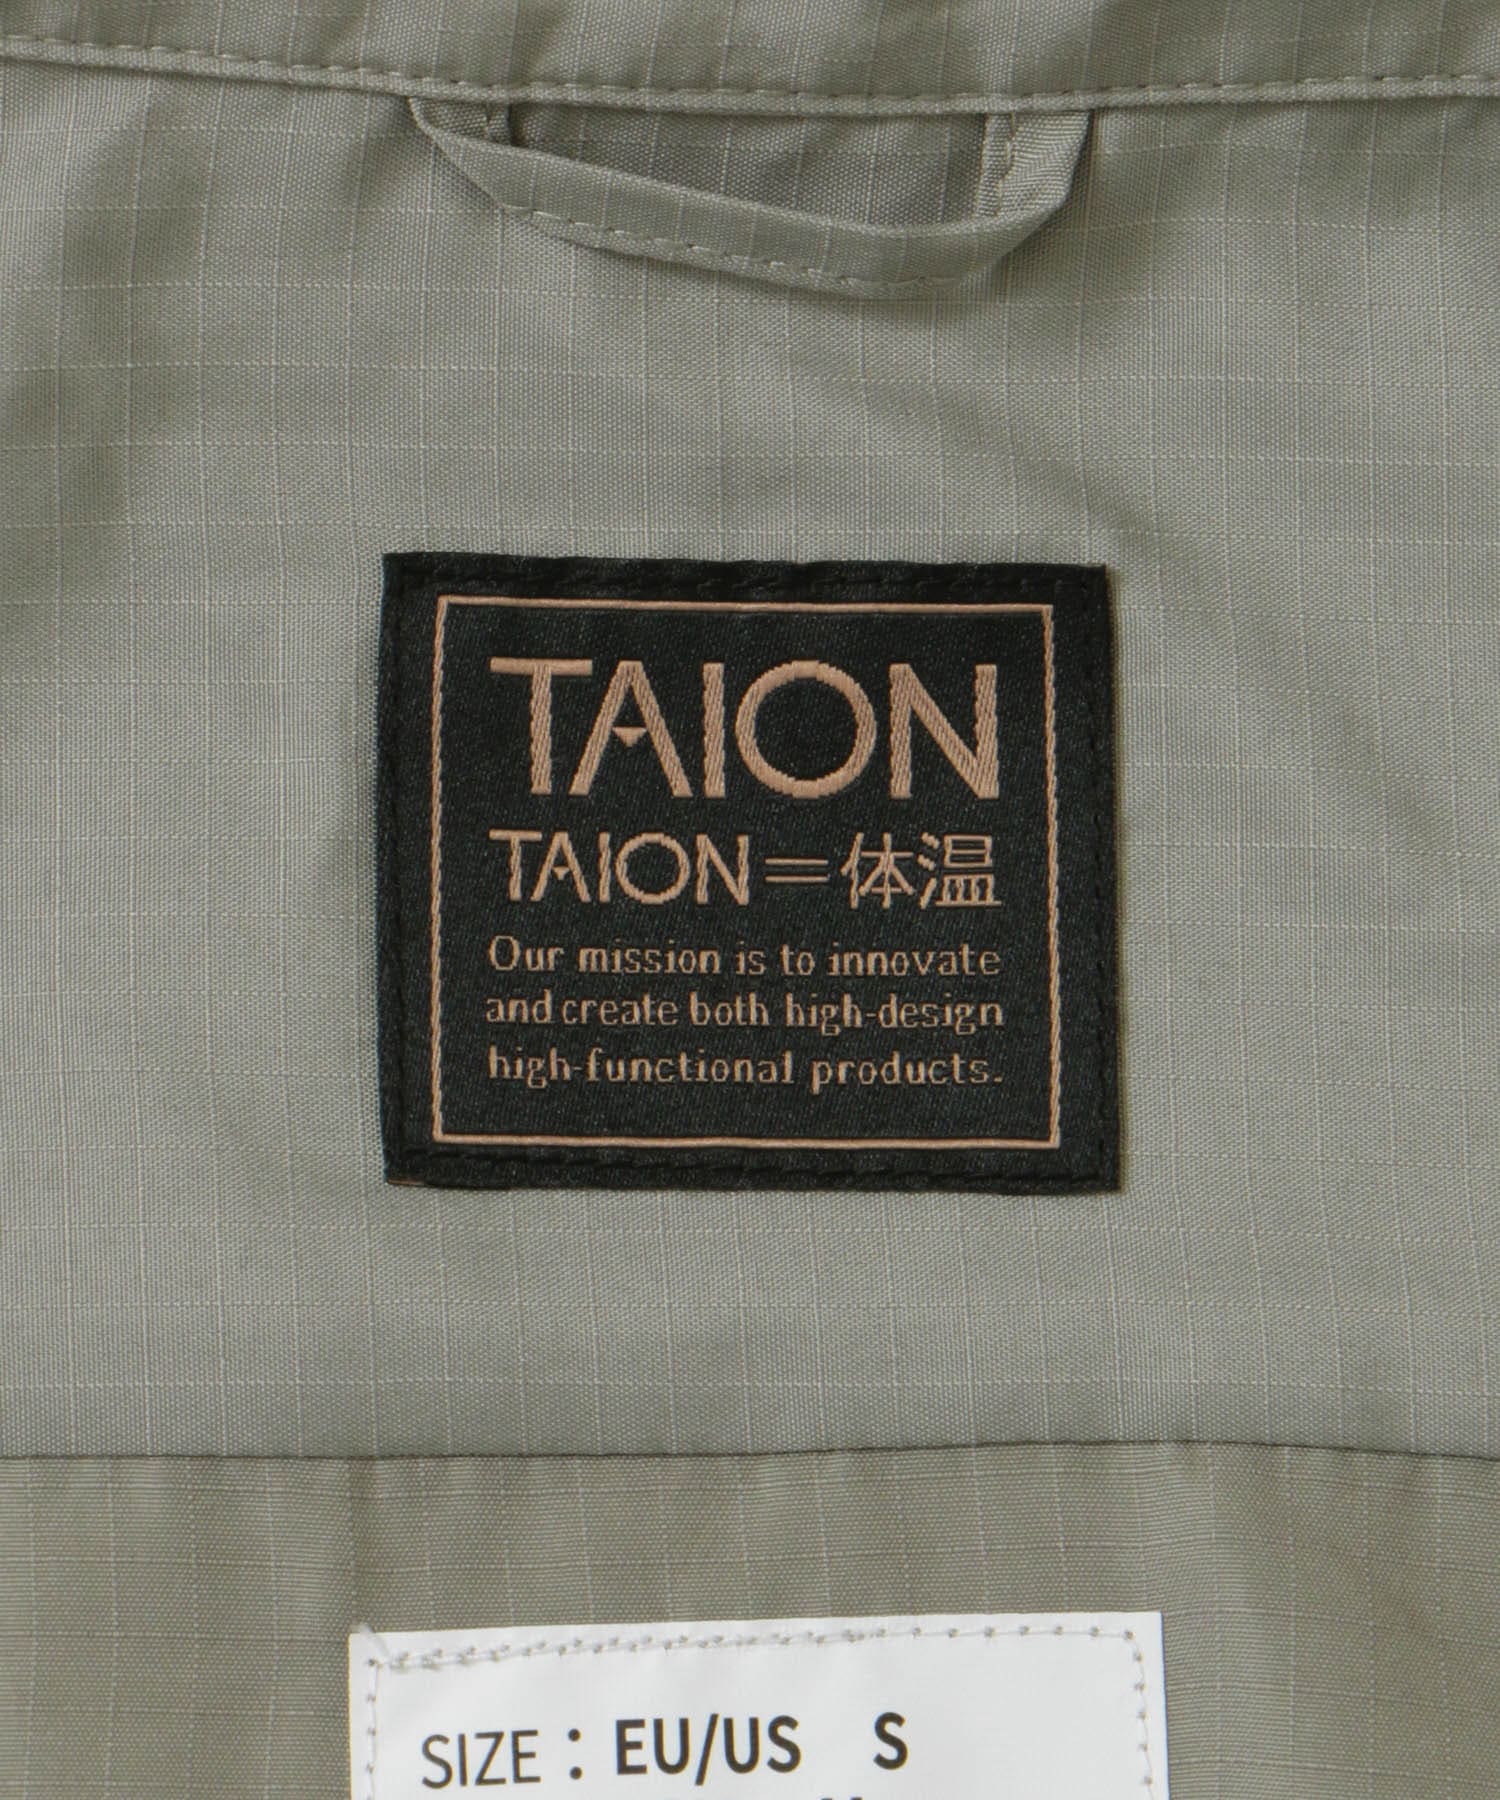 TAION
TAION=体温
Our mission is to innovate
and create both high-design
high-functional products.
SIZE : EU/US S